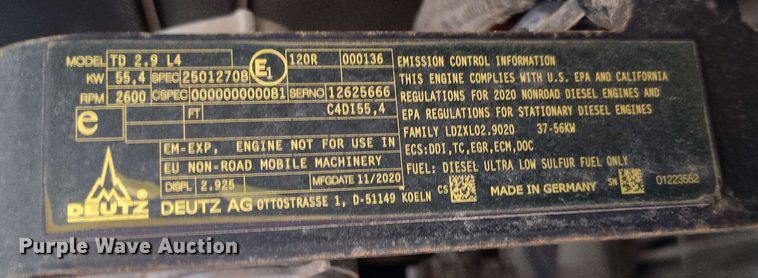 MODEL TD 2,9 L4
KW 55,4 SPEC 25012708 E1 120R 000136
RPM 2600 CSPEC 000000000081 SERNO 12625666
e FT C4DI55,4
EM-EXP, ENGINE NOT FOR USE IN
EU NON-ROAD MOBILE MACHINERY
DISPL 2,925 MFGDATE 11/2020
DEUTZ ® DEUTZ AG OTTOSTRASSE 1, D-51149 KOELN
EMISSION CONTROL INFORMATION
THIS ENGINE COMPLIES WITH U.S. EPA AND CALIFORNIA
REGULATIONS FOR 2020 NONROAD DIESEL ENGINES AND
EPA REGULATIONS FOR STATIONARY DIESEL ENGINES
FAMILY LDZXL02.9020 37-56KW
ECS:DDI,TC,EGR,ECM,DOC
FUEL: DIESEL ULTRA LOW SULFUR FUEL ONLY
CS MADE IN GERMANY SN 01223552
Purple Wave Auction